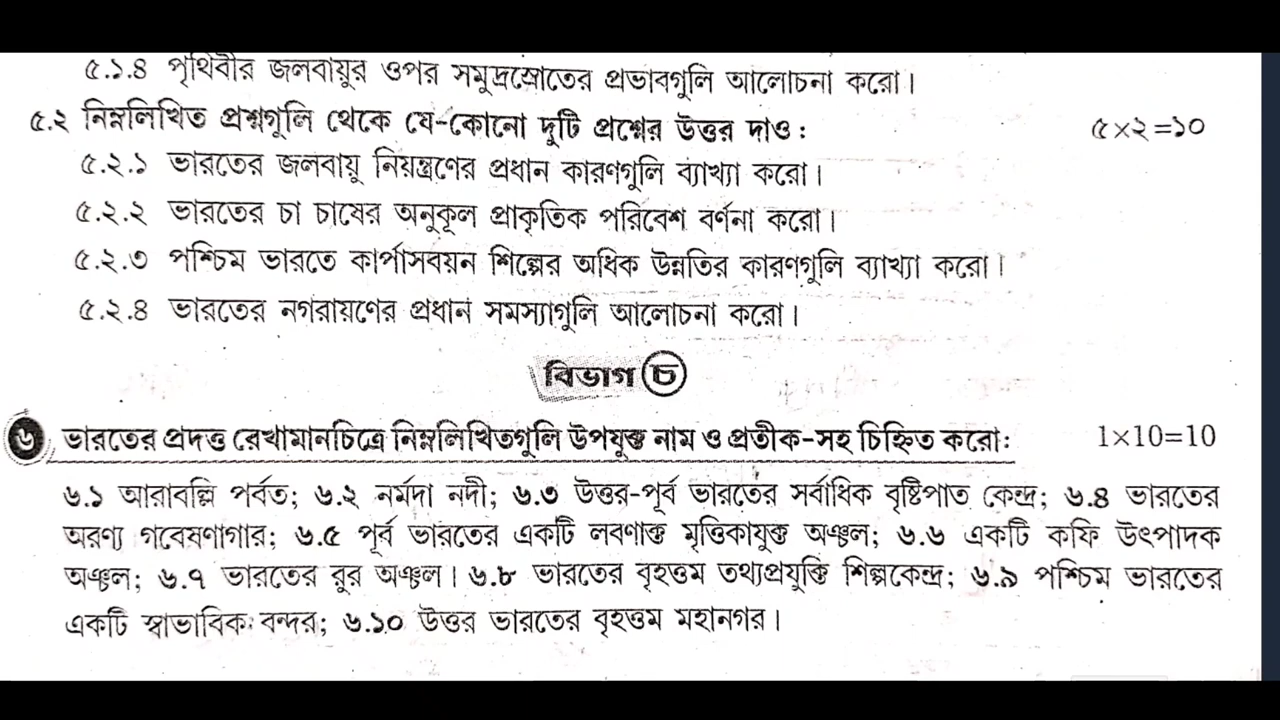 ৫.১.৪ পৃথিবীর জলবায়ুর ওপর সমুদ্রস্রোতের প্রভাবগুলি আলোচনা করো।
৫.২ নিম্নলিখিত প্রশ্নগুলি থেকে যে-কোনো দুটি প্রশ্নের উত্তর দাও : ৫×২=১০
৫.২.১ ভারতের জলবায়ু নিয়ন্ত্রণের প্রধান কারণগুলি ব্যাখ্যা করো।
৫.২.২ ভারতের চা চাষের অনুকূল প্রাকৃতিক পরিবেশ বর্ণনা করো।
৫.২.৩ পশ্চিম ভারতে কার্পাসবয়ন শিল্পের অধিক উন্নতির কারণগুলি ব্যাখ্যা করো।
৫.২.৪ ভারতের নগরায়ণের প্রধান সমস্যাগুলি আলোচনা করো।
বিভাগ চ
৬ ভারতের প্রদত্ত রেখামানচিত্রে নিম্নলিখিতগুলি উপযুক্ত নাম ও প্রতীক-সহ চিহ্নিত করো: 1×10=10
৬.১ আরাবল্লি পর্বত; ৬.২ নর্মদা নদী; ৬.৩ উত্তর-পূর্ব ভারতের সর্বাধিক বৃষ্টিপাত কেন্দ্র; ৬.৪ ভারতের
অরণ্য গবেষণাগার; ৬.৫ পূর্ব ভারতের একটি লবণাক্ত মৃত্তিকাযুক্ত অঞ্চল; ৬.৬ একটি কফি উৎপাদক
অঞ্চল; ৬.৭ ভারতের রুর অঞ্চল। ৬.৮ ভারতের বৃহত্তম তথ্যপ্রযুক্তি শিল্পকেন্দ্র; ৬.৯ পশ্চিম ভারতের
একটি স্বাভাবিক বন্দর; ৬.১০ উত্তর ভারতের বৃহত্তম মহানগর।